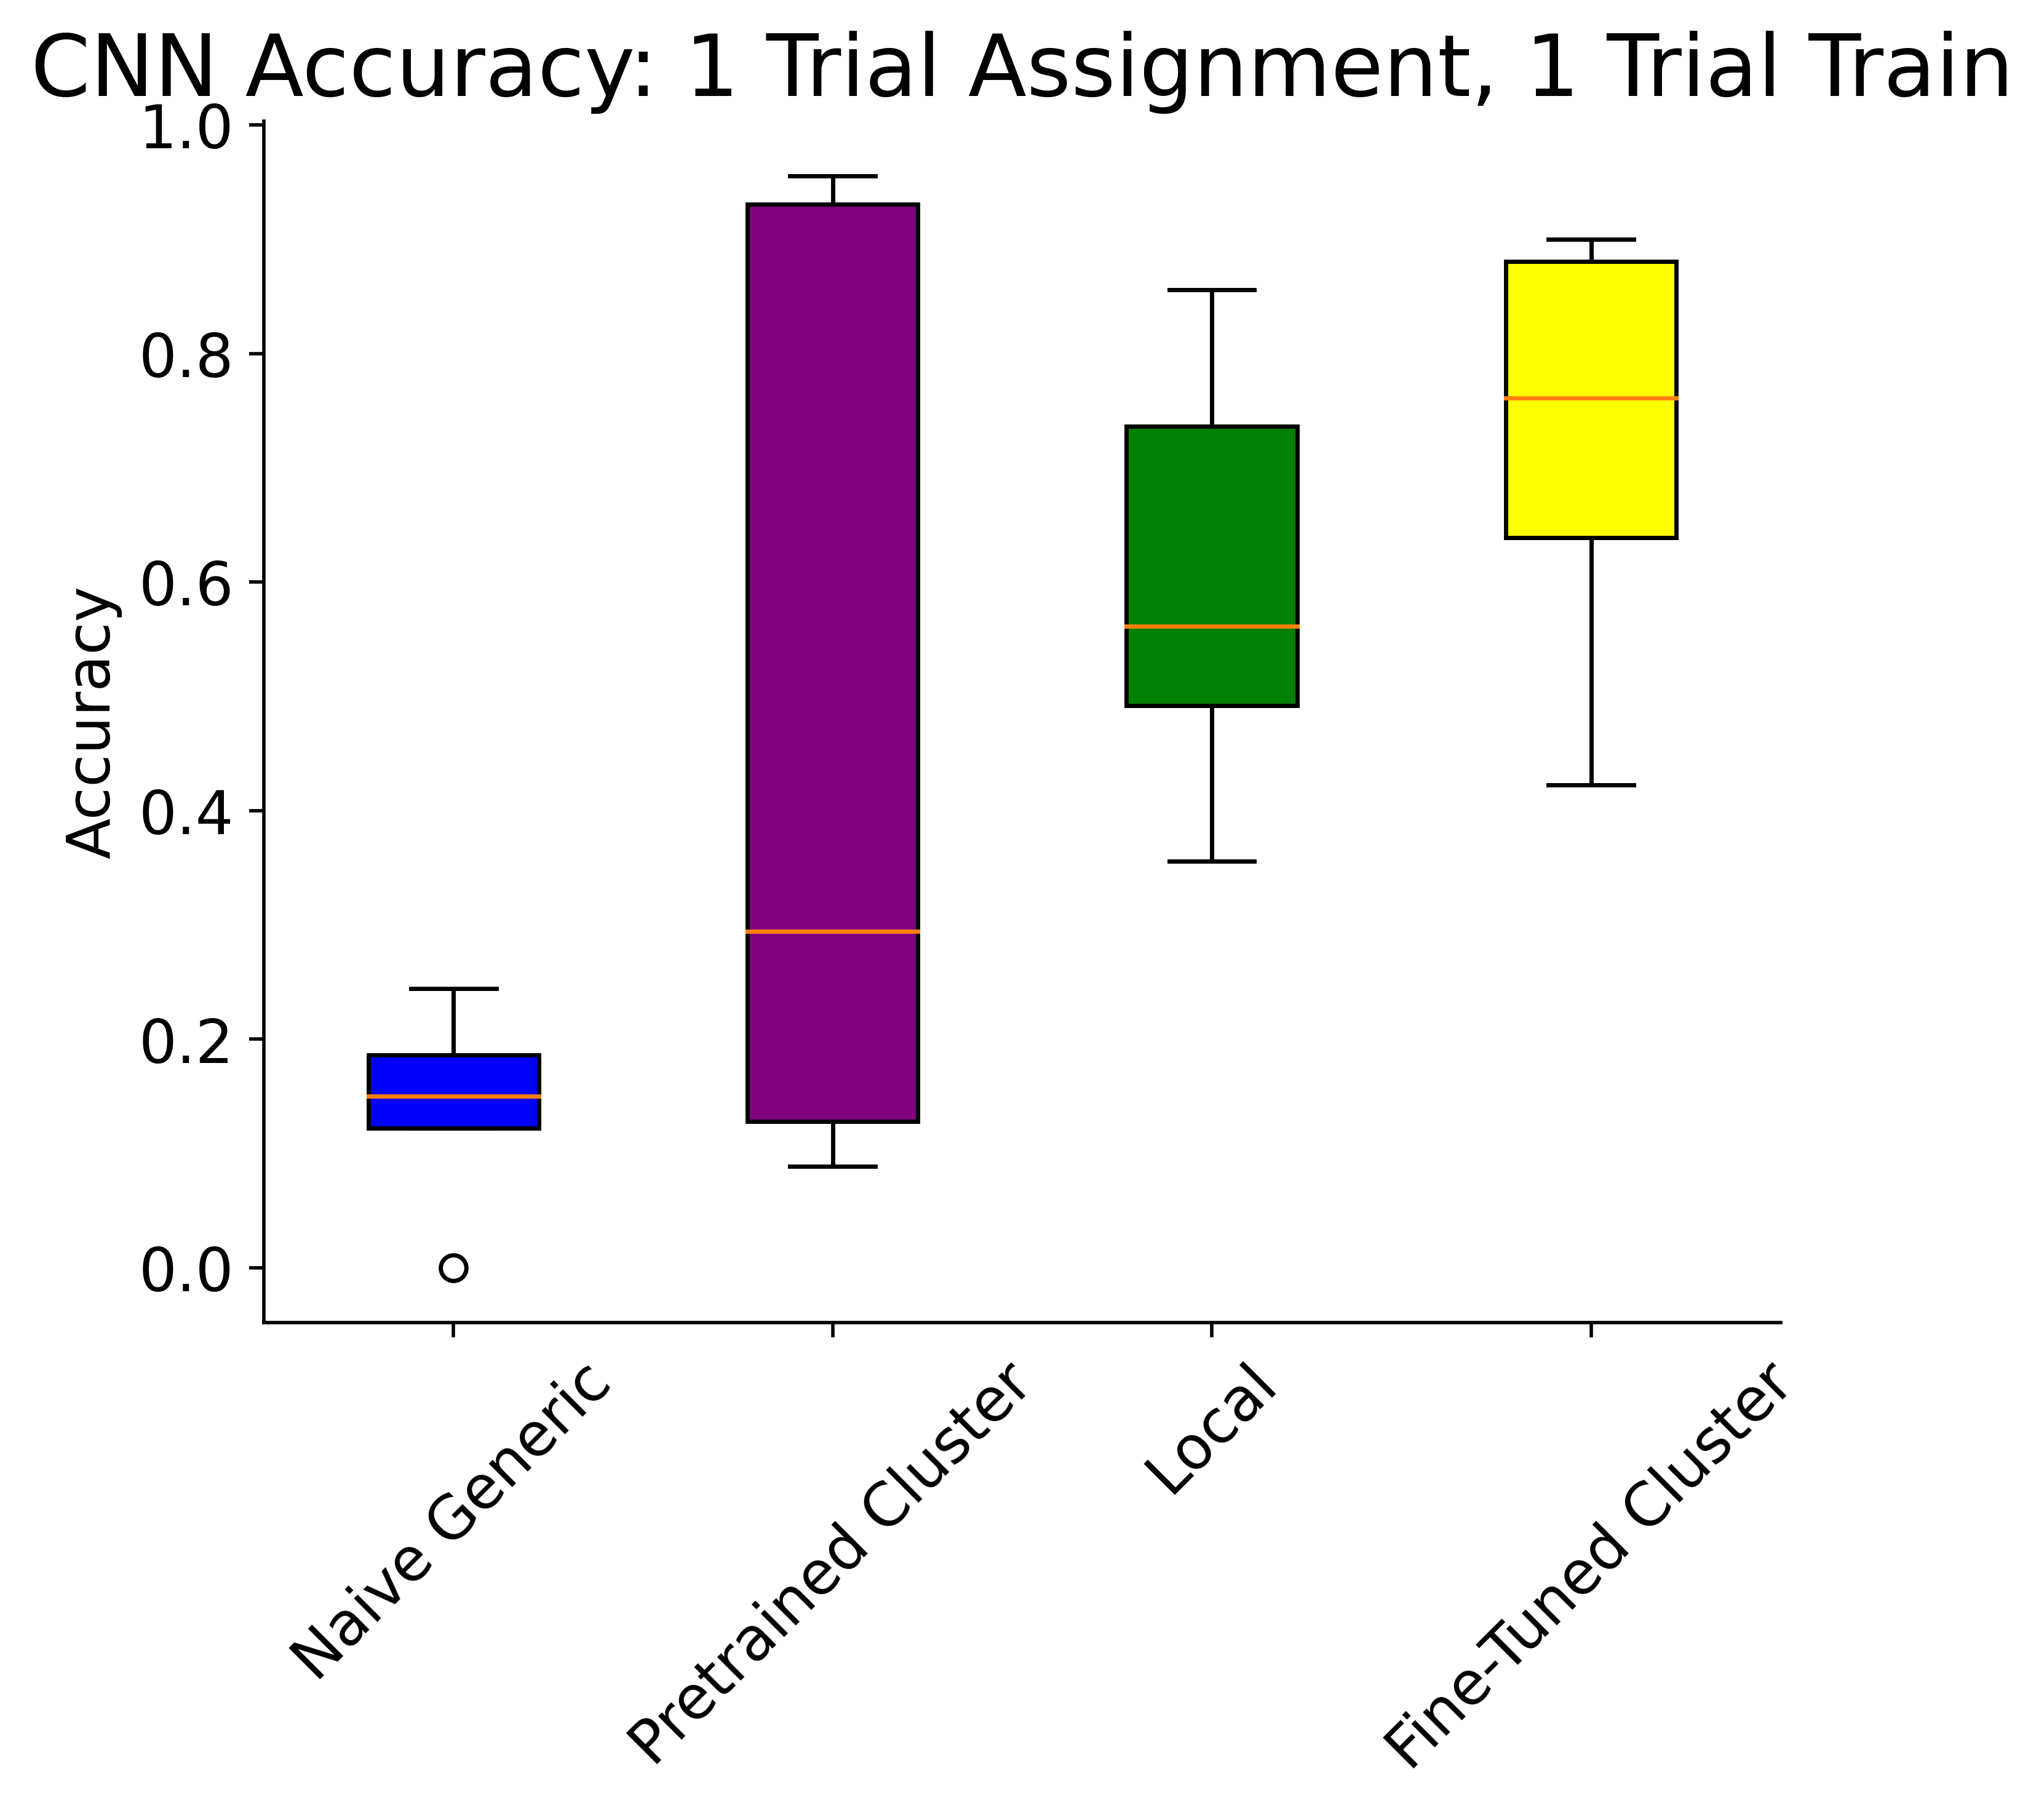 CNN Accuracy: 1 Trial Assignment, 1 Trial Train
1.0
0.8
0.6
0.4
0.2
0.0
Accuracy
Naive Generic
Pretrained Cluster
Local
Fine-Tuned Cluster